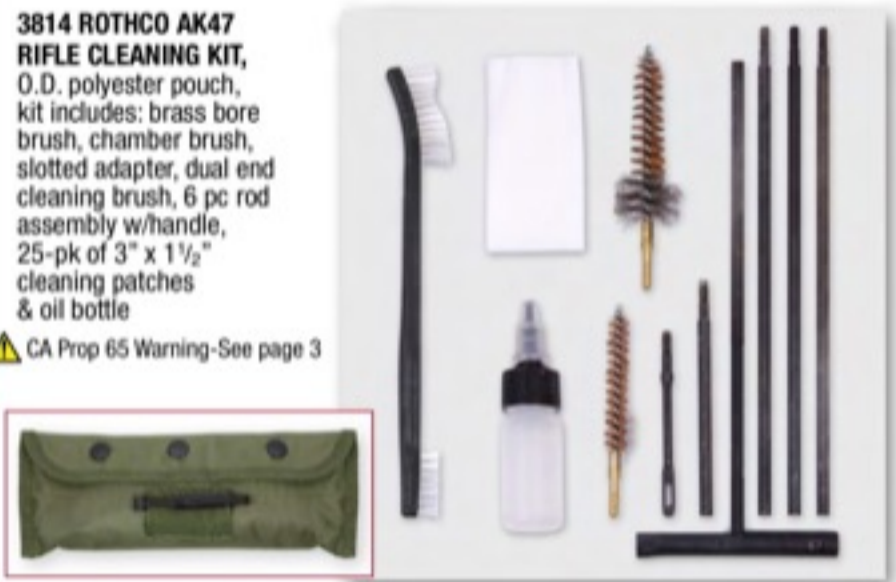 3814 ROTHCO AK47
RIFLE CLEANING KIT,
O.D. polyester pouch,
kit includes: brass bore
brush, chamber brush,
slotted adapter, dual end
cleaning brush, 6 pc rod
assembly w/handle,
25-pk of 3" x 1½"
cleaning patches
& oil bottle
CA Prop 65 Warning-See page 3